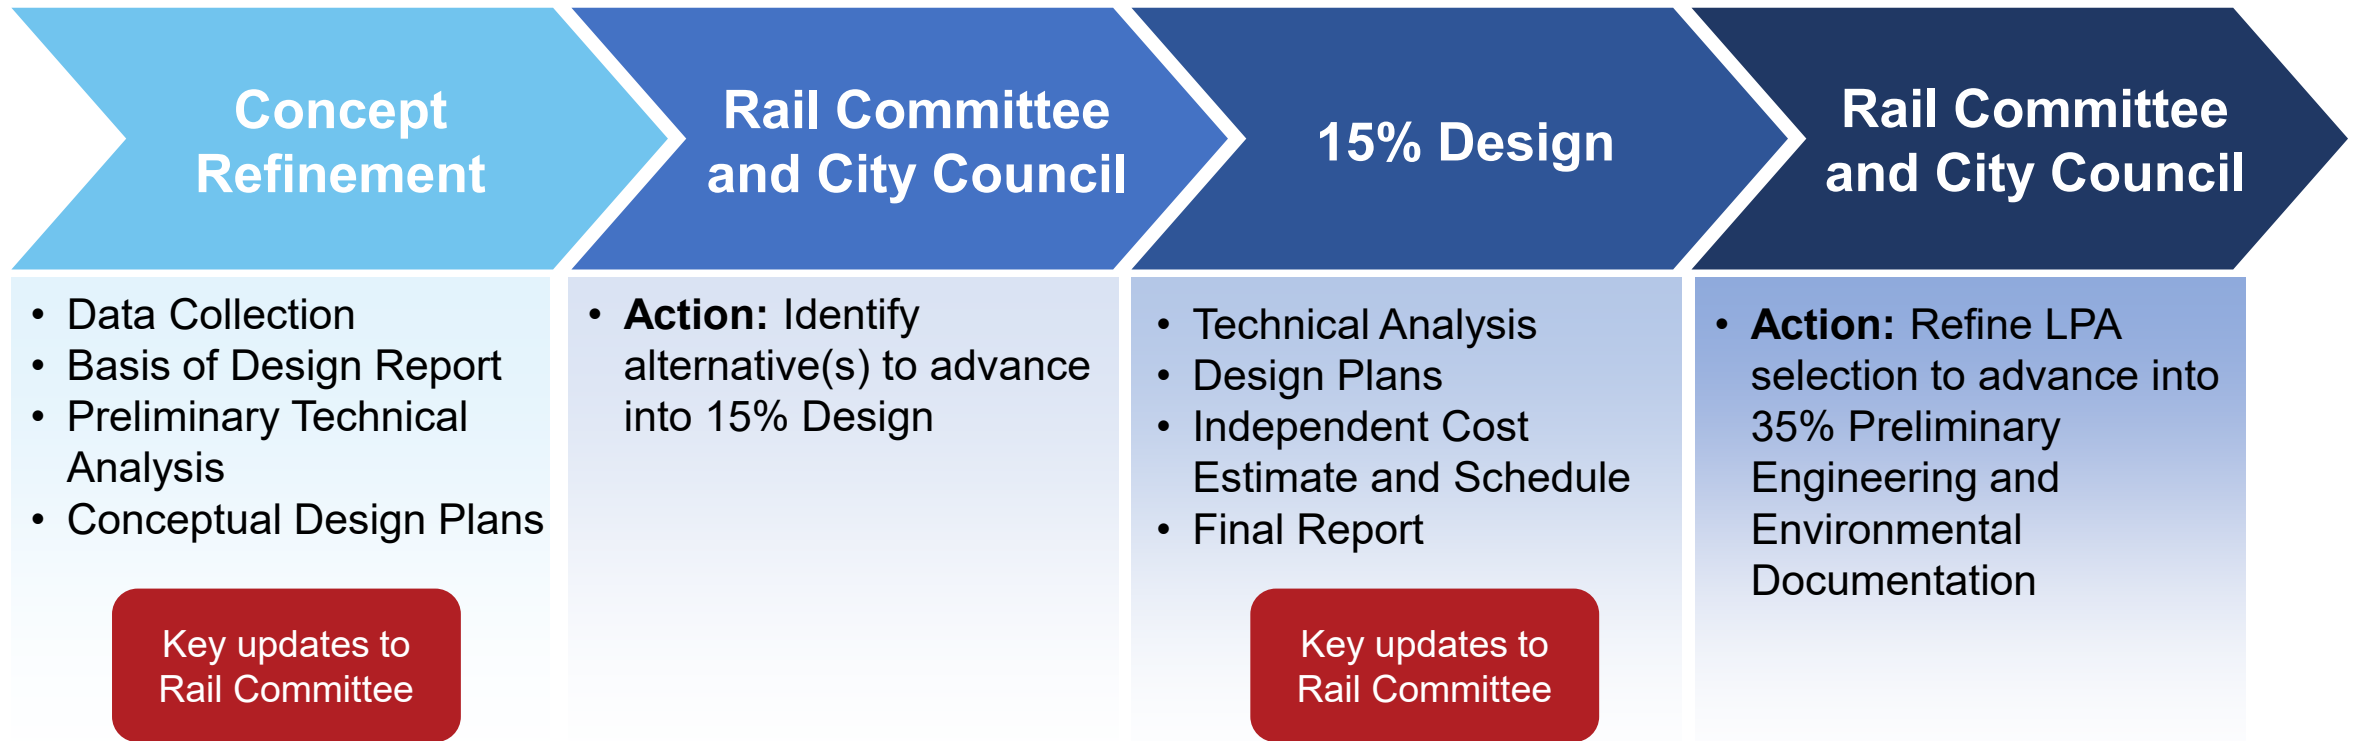 Concept
Refinement
• Data Collection
• Basis of Design Report
• Preliminary Technical
Analysis
• Conceptual Design Plans
Key updates to
Rail Committee
Rail Committee
and City Council
• Action: Identify
alternative(s) to advance
into 15% Design
15% Design
• Technical Analysis
• Design Plans
• Independent Cost
Estimate and Schedule
• Final Report
Key updates to
Rail Committee
Rail Committee
and City Council
• Action: Refine LPA
selection to advance into
35% Preliminary
Engineering and
Environmental
Documentation